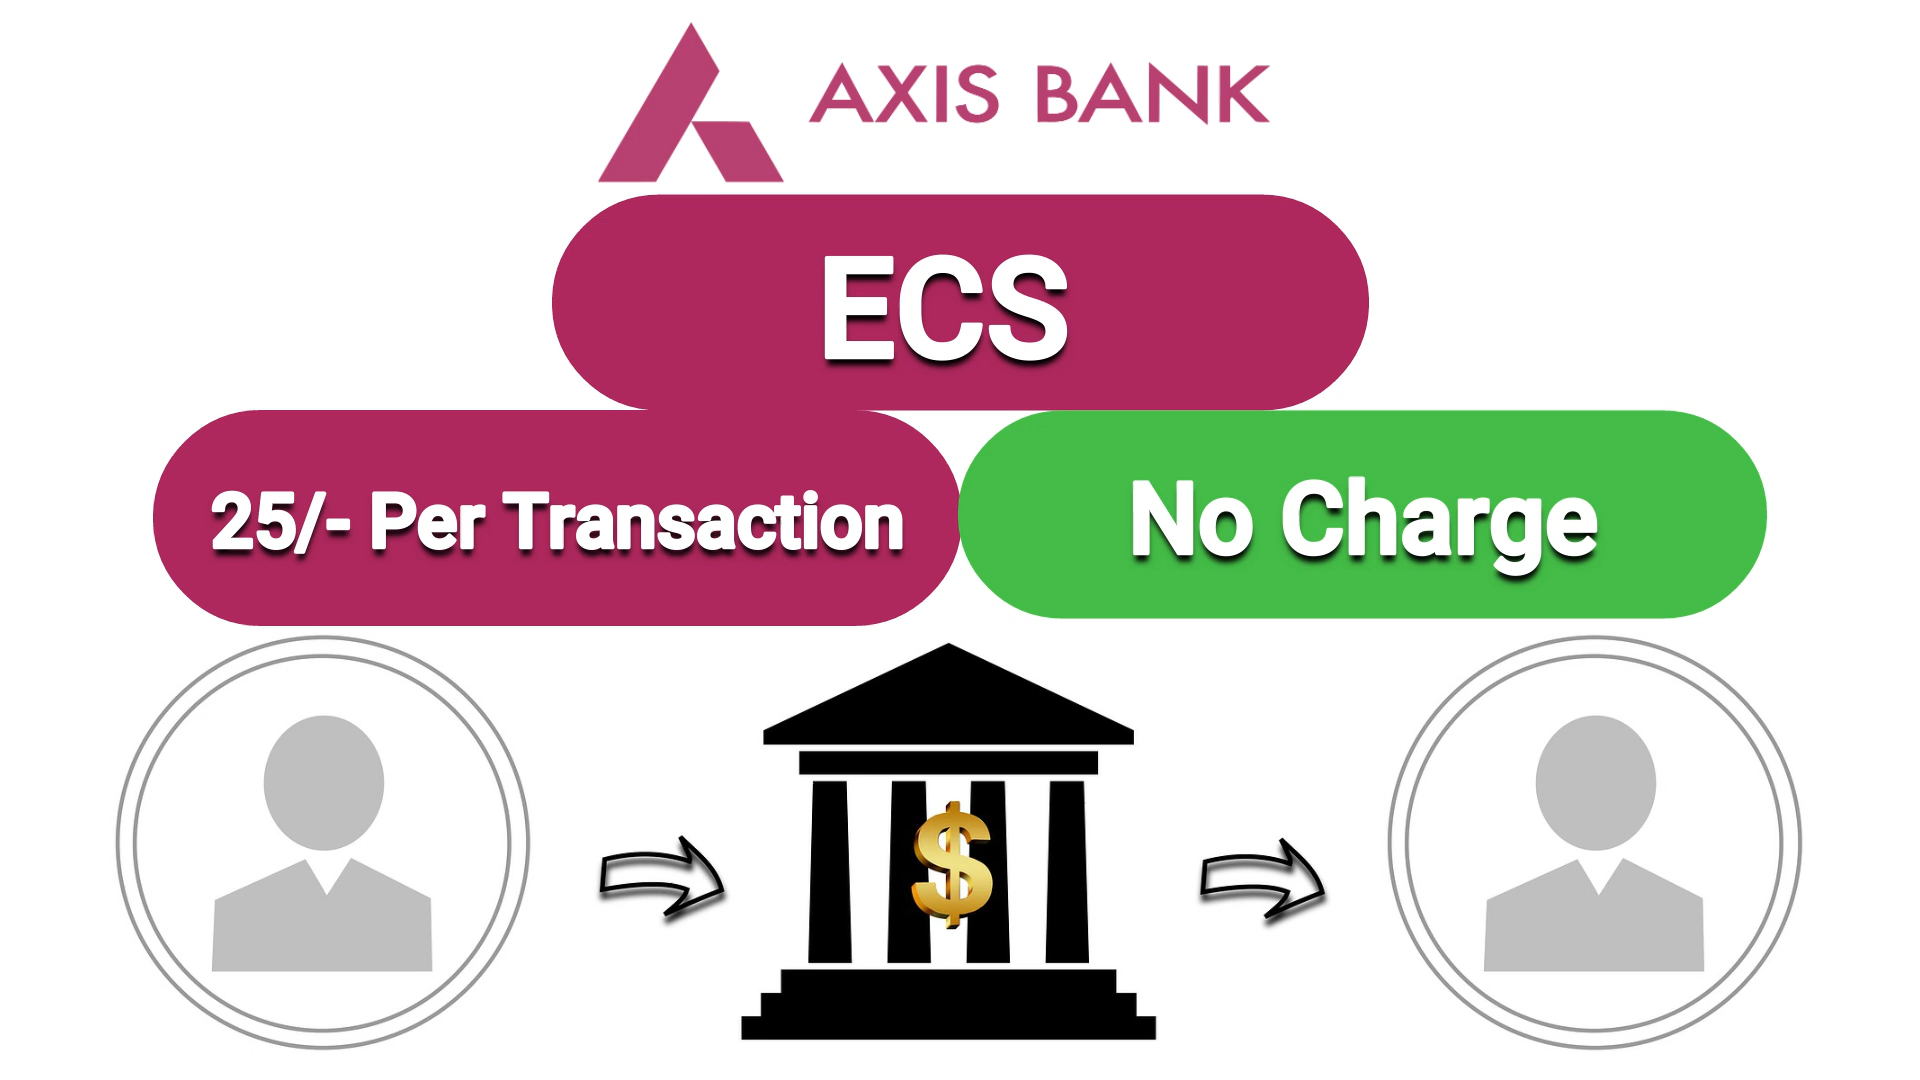 AXIS BANK
ECS
25/- Per Transaction
No Charge
$